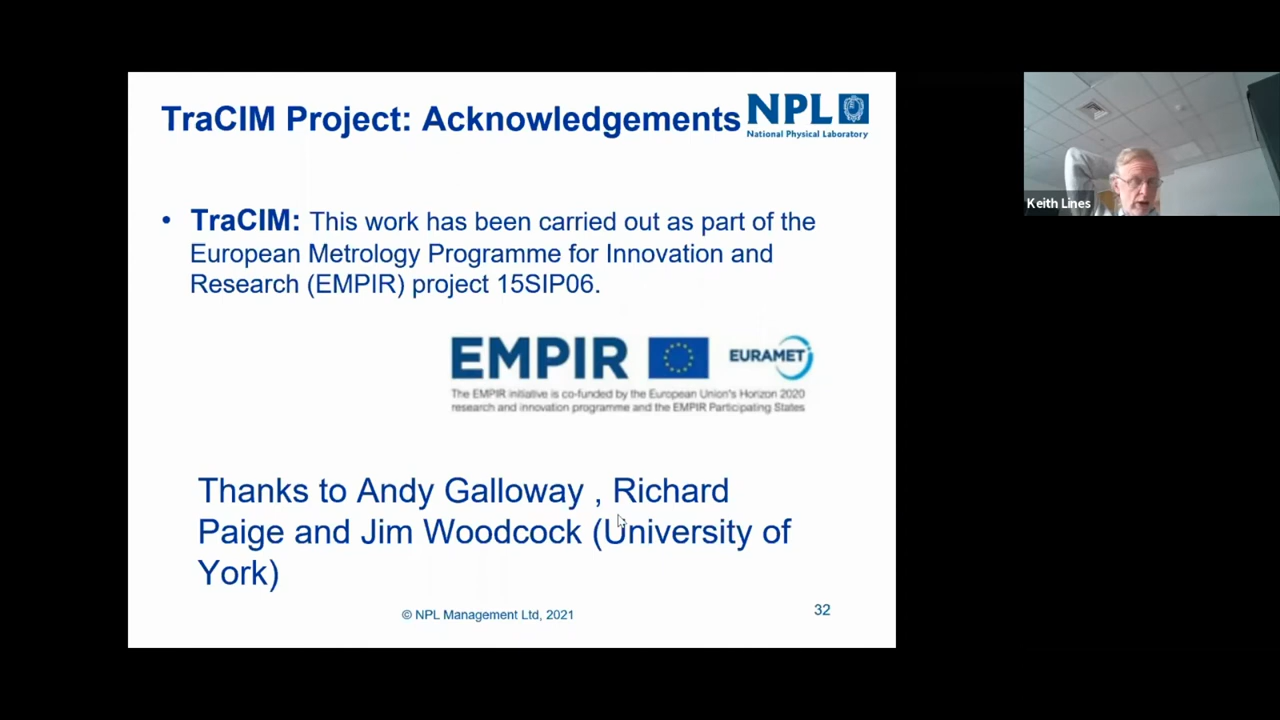 TraCIM Project: Acknowledgements
NPL
National Physical Laboratory
• TraCIM: This work has been carried out as part of the
European Metrology Programme for Innovation and
Research (EMPIR) project 15SIP06.
EMPIR
EURAMET
The EMPIR initiative is co-funded by the European Union's Horizon 2020
research and innovation programme and the EMPIR Participating States
Thanks to Andy Galloway , Richard
Paige and Jim Woodcock (University of
York)
© NPL Management Ltd, 2021
32
Keith Lines